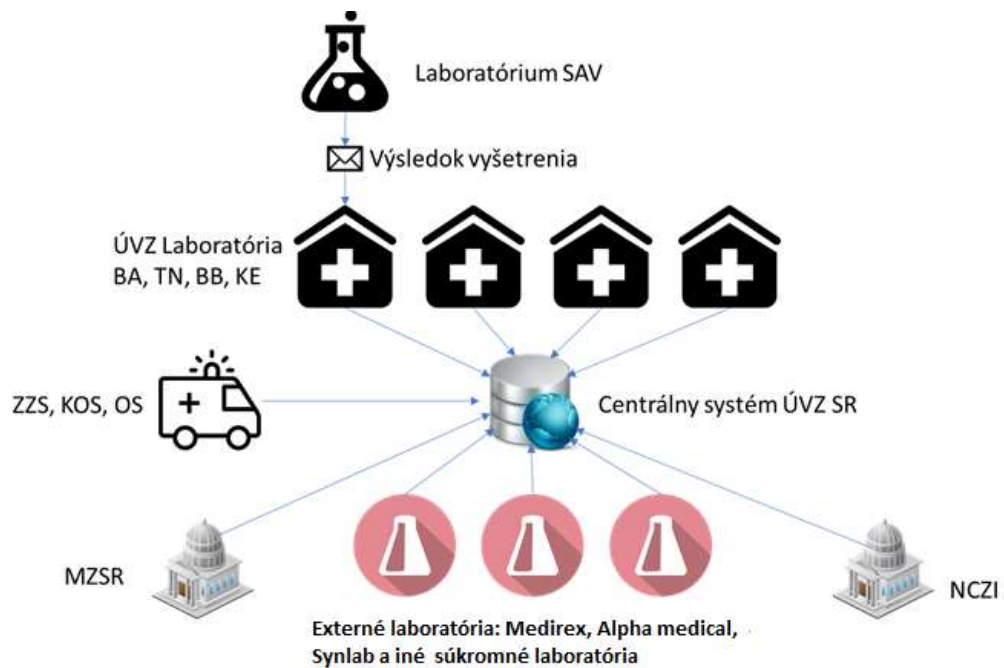 Laboratórium SAV
Výsledok vyšetrenia
ÚVZ Laboratória
BA, TN, BB, KE
ZZS, KOS, OS
Centrálny systém ÚVZ SR
MZSR
NCZI
Externé laboratória: Medirex, Alpha medical,
Synlab a iné súkromné laboratória